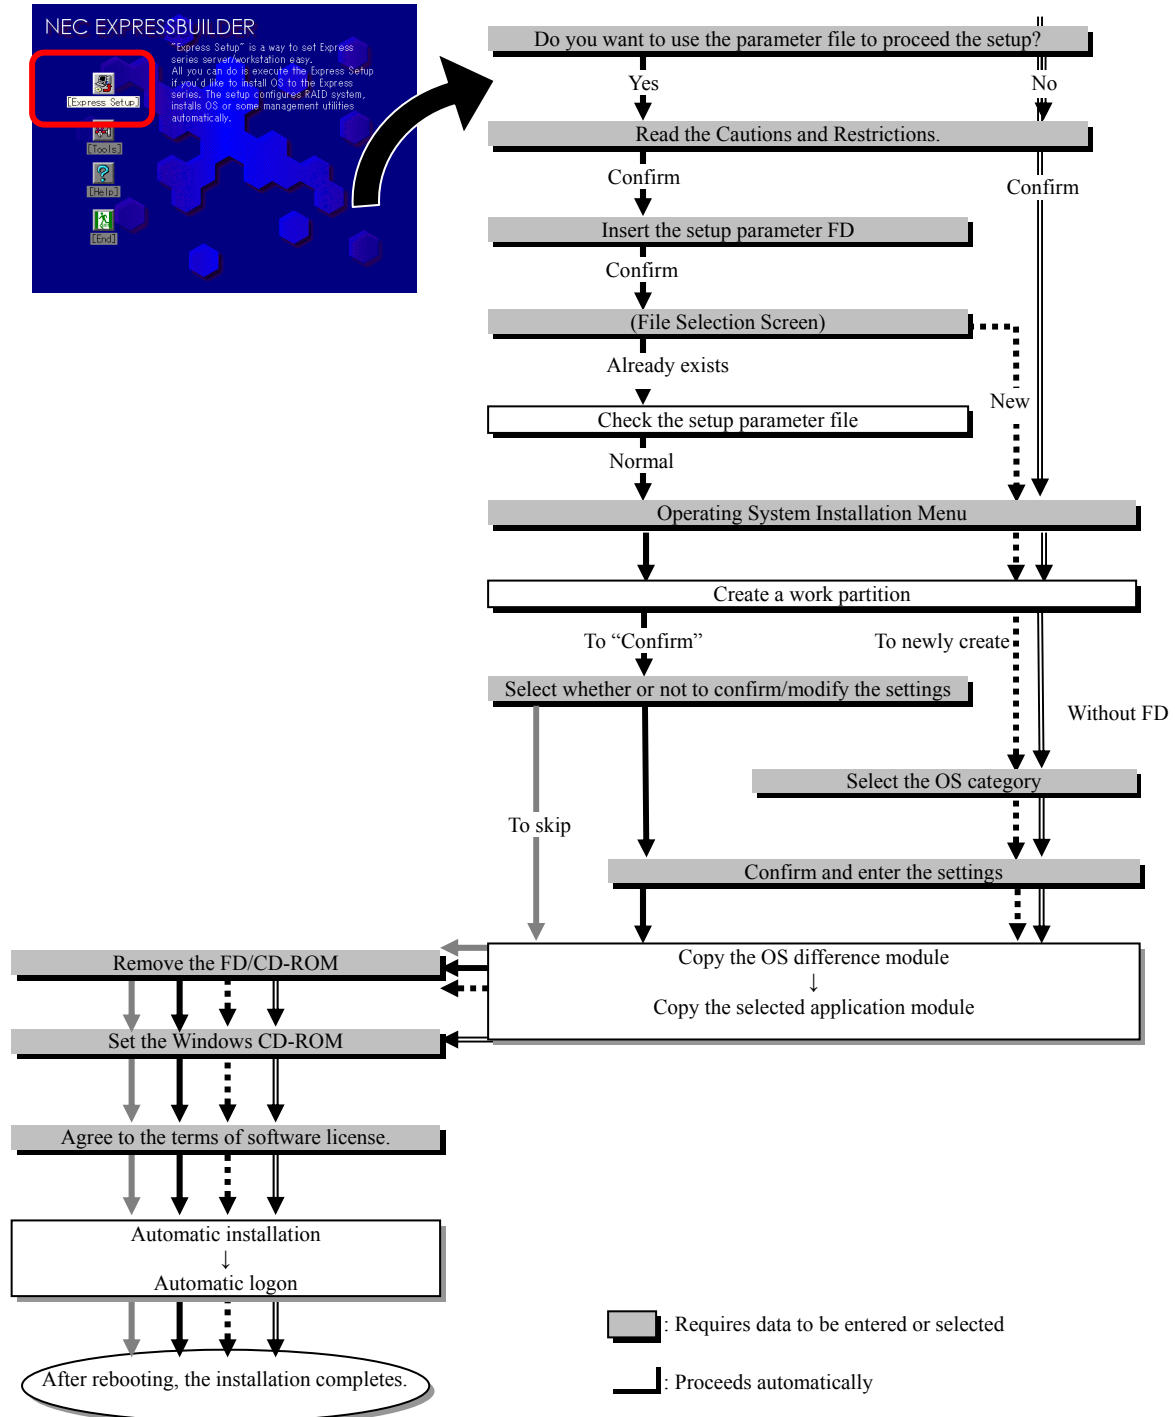 NEC EXPRESSBUILDER
"Express Setup" is a way to set Express
series server/workstation easy.
All you can do is execute the Express Setup
if you'd like to install OS to the Express
series. The setup configures RAID system,
installs OS or some management utilities
automatically.
[Express Setup]
[Tools]
[Help]
[End]
Do you want to use the parameter file to proceed the setup?
Yes
No
Read the Cautions and Restrictions.
Confirm
Confirm
Insert the setup parameter FD
Confirm
(File Selection Screen)
Already exists
New
Check the setup parameter file
Normal
Operating System Installation Menu
Create a work partition
To “Confirm”
To newly create
Select whether or not to confirm/modify the settings
Without FD
Select the OS category
To skip
Confirm and enter the settings
Copy the OS difference module
↓
Copy the selected application module
Remove the FD/CD-ROM
Set the Windows CD-ROM
Agree to the terms of software license.
Automatic installation
↓
Automatic logon
After rebooting, the installation completes.
: Requires data to be entered or selected
: Proceeds automatically